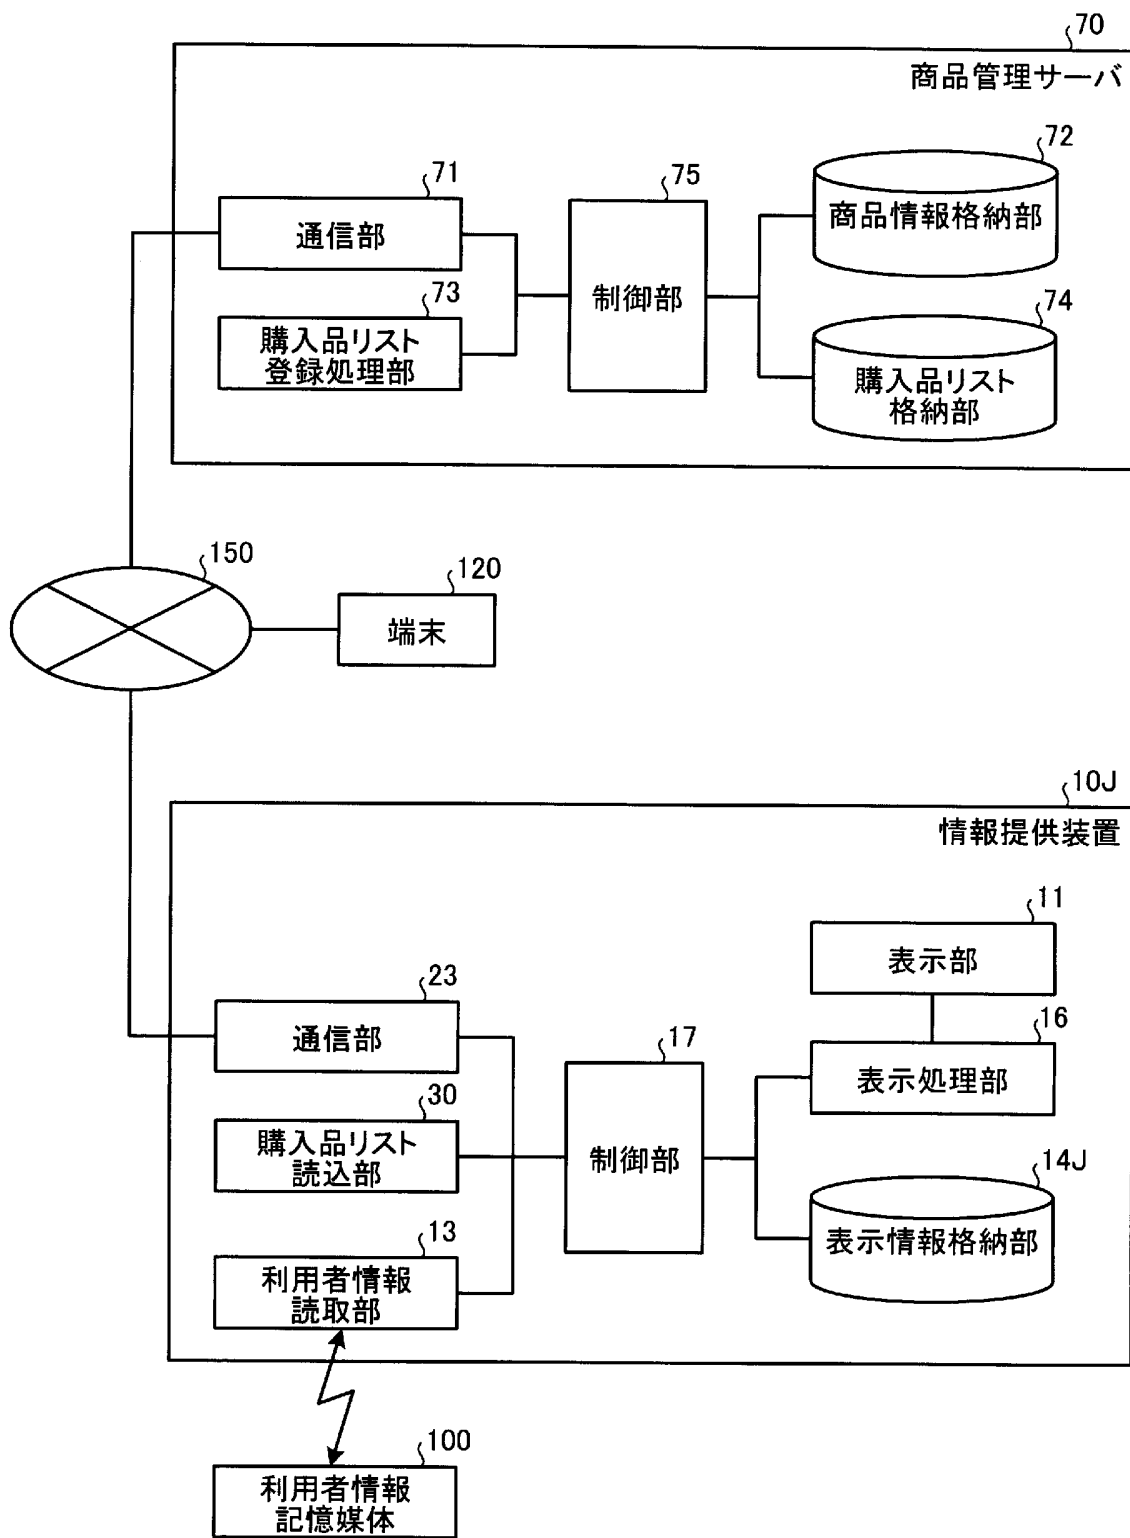 70
商品管理サーバ
71
通信部
75
制御部
72
商品情報格納部
73
購入品リスト
登録処理部
74
購入品リスト
格納部
150
120
端末
10J
情報提供装置
11
表示部
23
通信部
17
制御部
16
表示処理部
30
購入品リスト
読込部
14J
表示情報格納部
13
利用者情報
読取部
100
利用者情報
記憶媒体